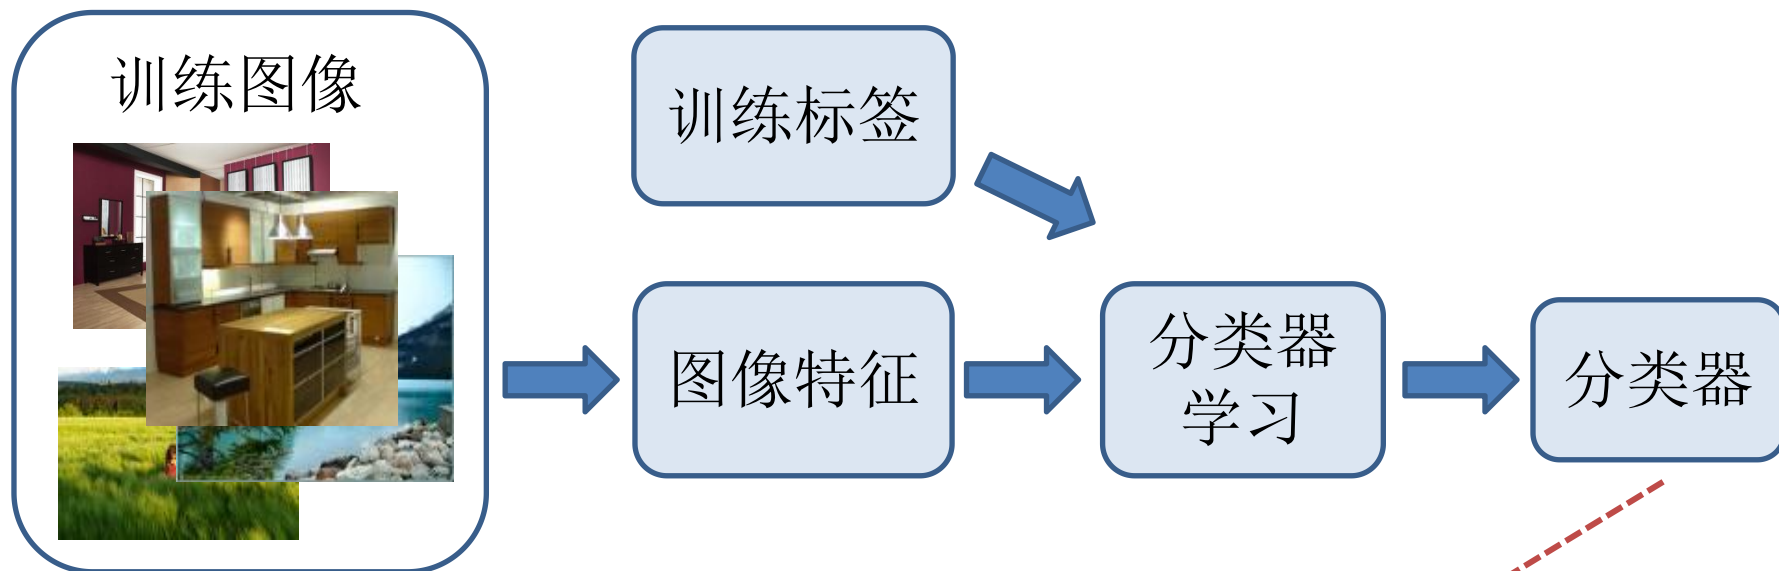 训练图像
训练标签
图像特征
分类器
学习
分类器